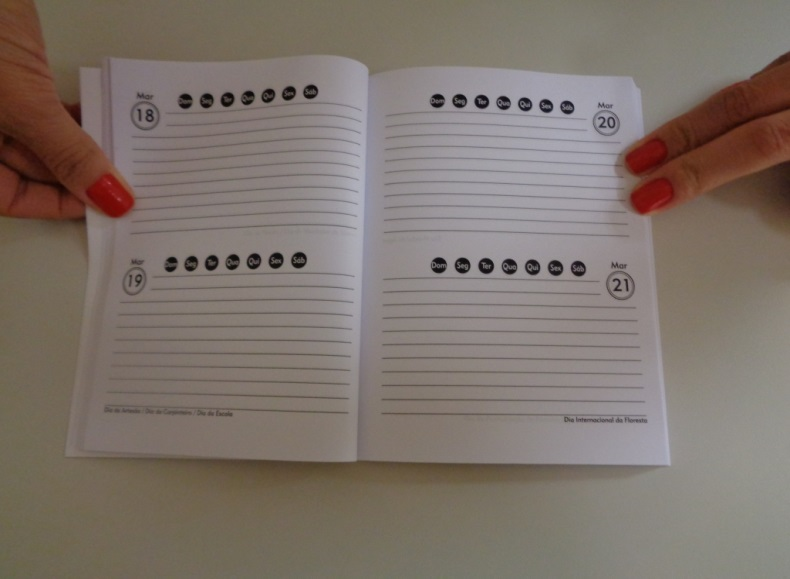 Mar
18
Dom Seg Ter Qua Qui Sex Sáb
Mar
19
Dom Seg Ter Qua Qui Sex Sáb
Dia do Artesão / Dia do Carpinteiro / Dia da Escola
Dom Seg Ter Qua Qui Sex Sáb
Mar
20
Dom Seg Ter Qua Qui Sex Sáb
Mar
21
Dia Internacional da Floresta